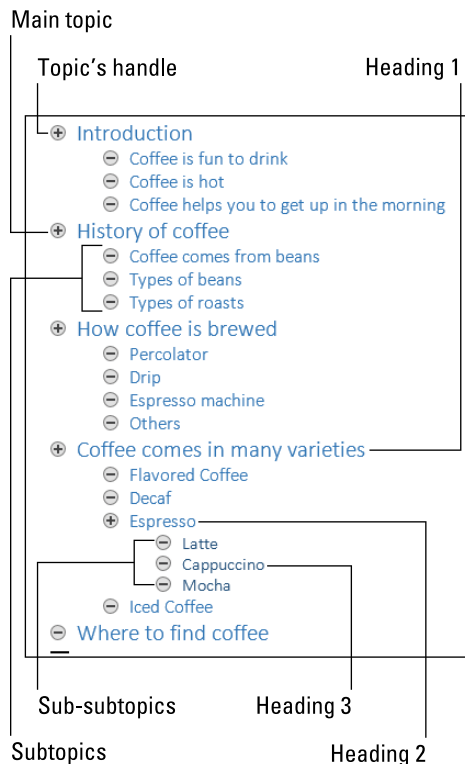 Main topic
Topic's handle
Heading 1
Introduction
Coffee is fun to drink
Coffee is hot
Coffee helps you to get up in the morning
History of coffee
Coffee comes from beans
Types of beans
Types of roasts
How coffee is brewed
Percolator
Drip
Espresso machine
Others
Coffee comes in many varieties
Flavored Coffee
Decaf
Espresso
Latte
Cappuccino
Mocha
Iced Coffee
Where to find coffee
Sub-subtopics
Heading 3
Subtopics
Heading 2